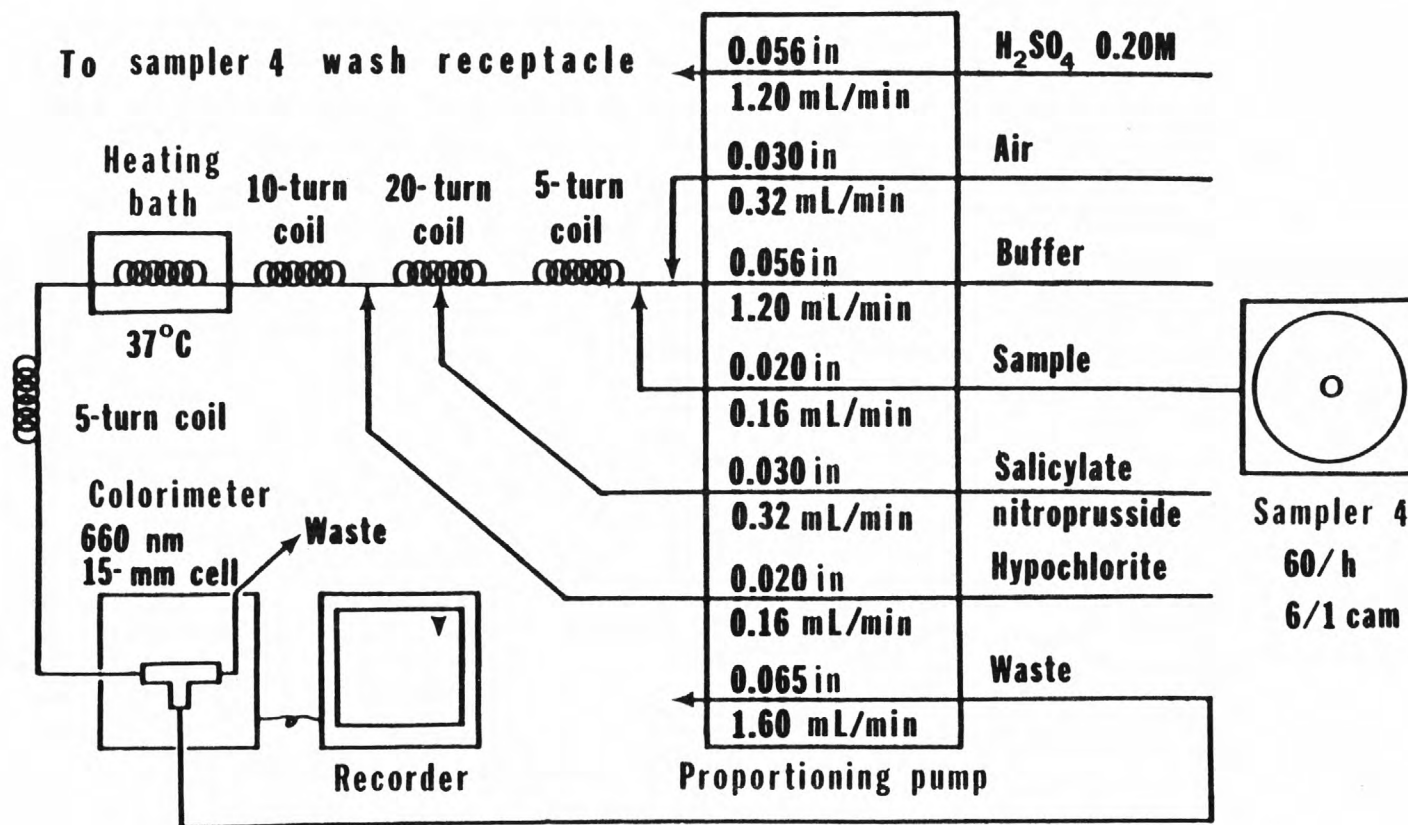 To sampler 4 wash receptacle
0.056 in
H₂SO₄ 0.20M
1.20 mL/min
0.030 in
Air
0.32 mL/min
0.056 in
Buffer
1.20 mL/min
0.020 in
Sample
0.16 mL/min
0.030 in
Salicylate
nitroprusside
0.32 mL/min
0.020 in
Hypochlorite
0.16 mL/min
0.065 in
Waste
1.60 mL/min
Proportioning pump
Heating
bath
37°C
10-turn
coil
20-turn
coil
5-turn
coil
5-turn coil
Colorimeter
660 nm
15-mm cell
Waste
Recorder
Sampler 4
60/h
6/1 cam